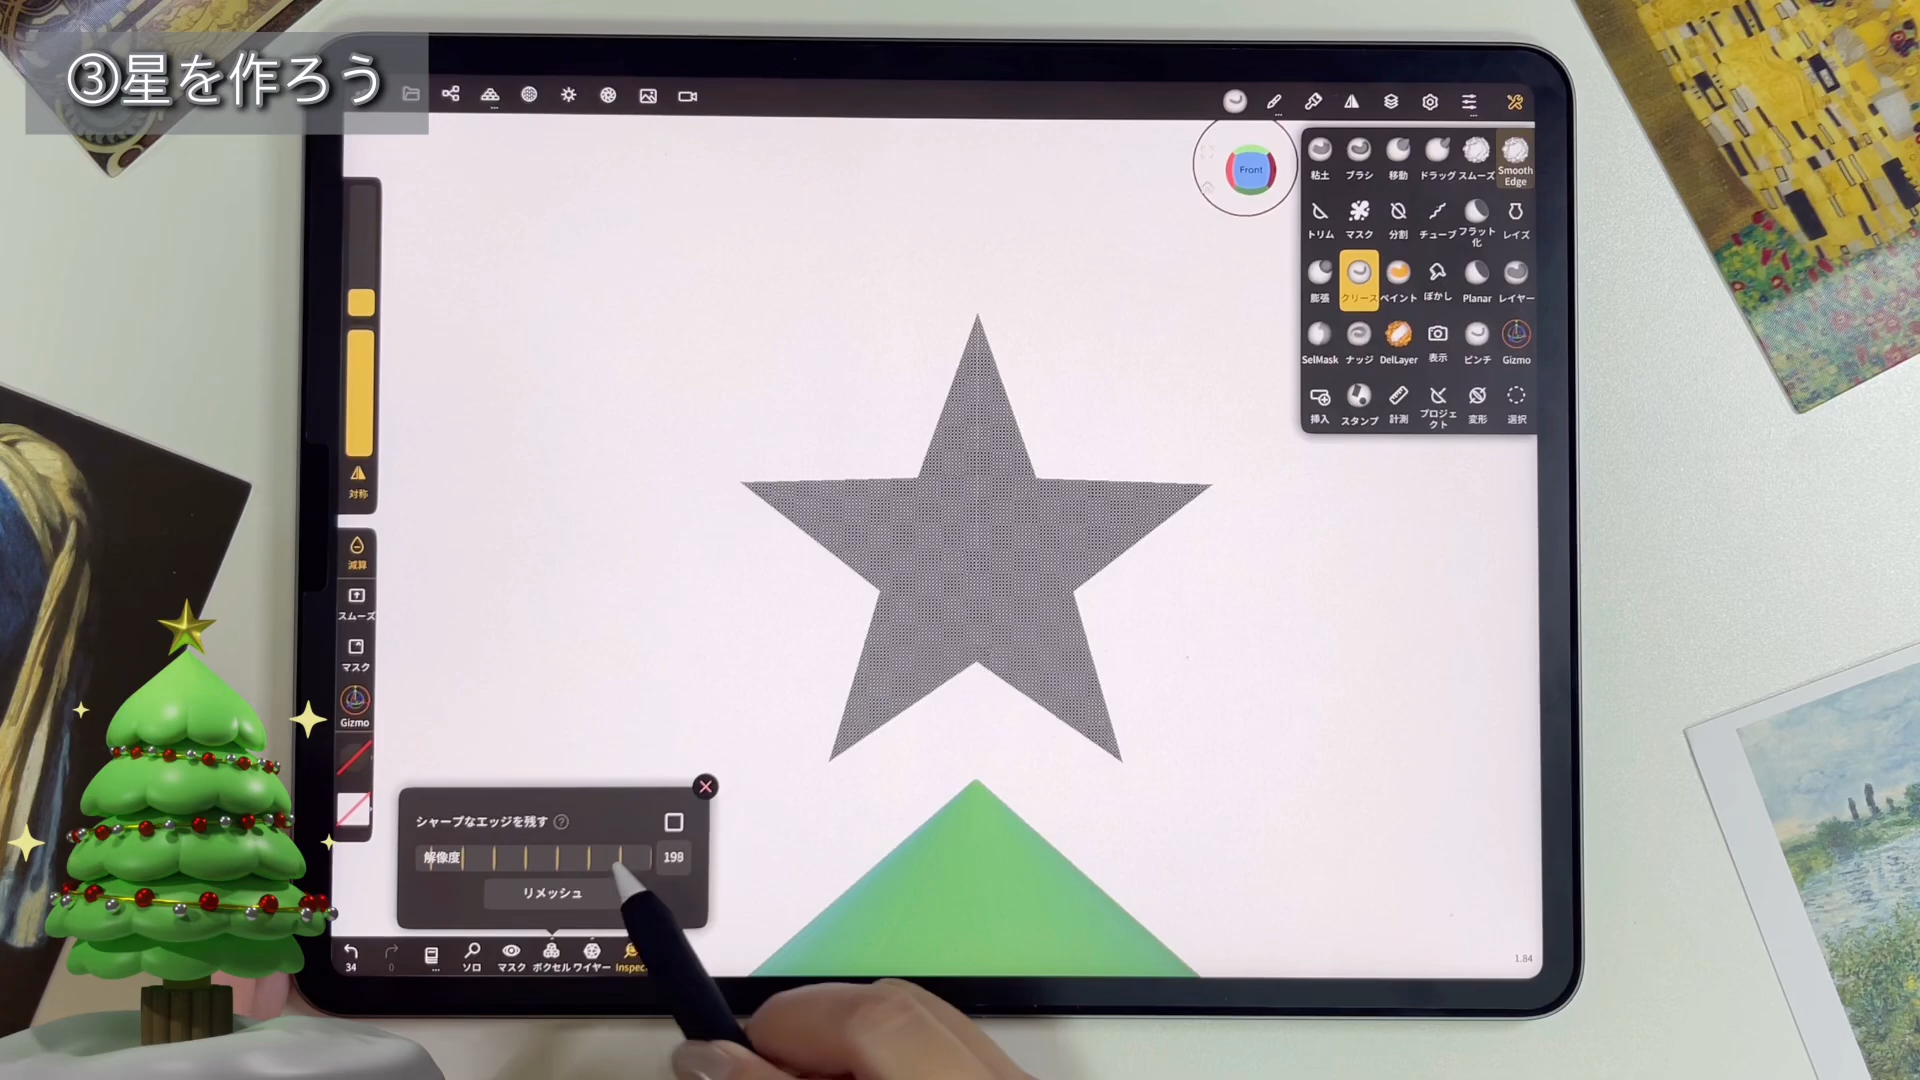 ③星を作ろう
Front
粘土
ブラシ
移動
ドラッグ
スムーズ
Smooth
Edge
トリム
マスク
分割
チューブ
フラット
化
レイズ
膨張
クリース
ペイント
ぼかし
Planar
レイヤー
SelMask
ナッジ
DelLayer
表示
ピンチ
Gizmo
挿入
スタンプ
計測
プロジェ
クト
変形
選択
対称
減算
スムーズ
マスク
Gizmo
シャープなエッジを残す ?
解像度
198
リメッシュ
34
0
ソロ
マスク
ボクセル
ワイヤー
1.84